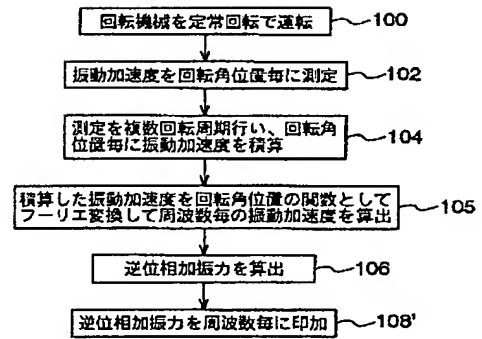 回転機械を定常回転で運転 100
振動加速度を回転角位置毎に測定 102
測定を複数回転周期行い、回転角
位置毎に振動加速度を積算 104
積算した振動加速度を回転角位置の関数として
フーリエ変換して周波数毎の振動加速度を算出 105
逆位相加振力を算出 106
逆位相加振力を周波数毎に印加 108'